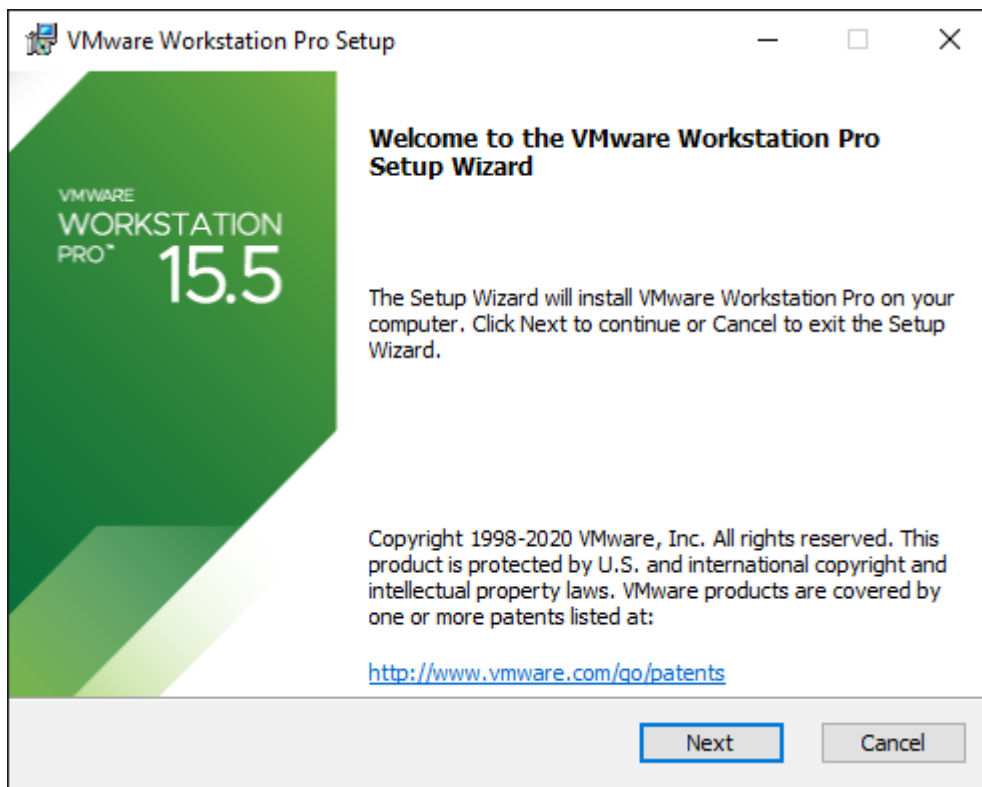 VMware Workstation Pro Setup
Welcome to the VMware Workstation Pro
Setup Wizard
VMWARE
WORKSTATION
PRO™ 15.5
The Setup Wizard will install VMware Workstation Pro on your
computer. Click Next to continue or Cancel to exit the Setup
Wizard.
Copyright 1998-2020 VMware, Inc. All rights reserved. This
product is protected by U.S. and international copyright and
intellectual property laws. VMware products are covered by
one or more patents listed at:
http://www.vmware.com/go/patents
Next
Cancel